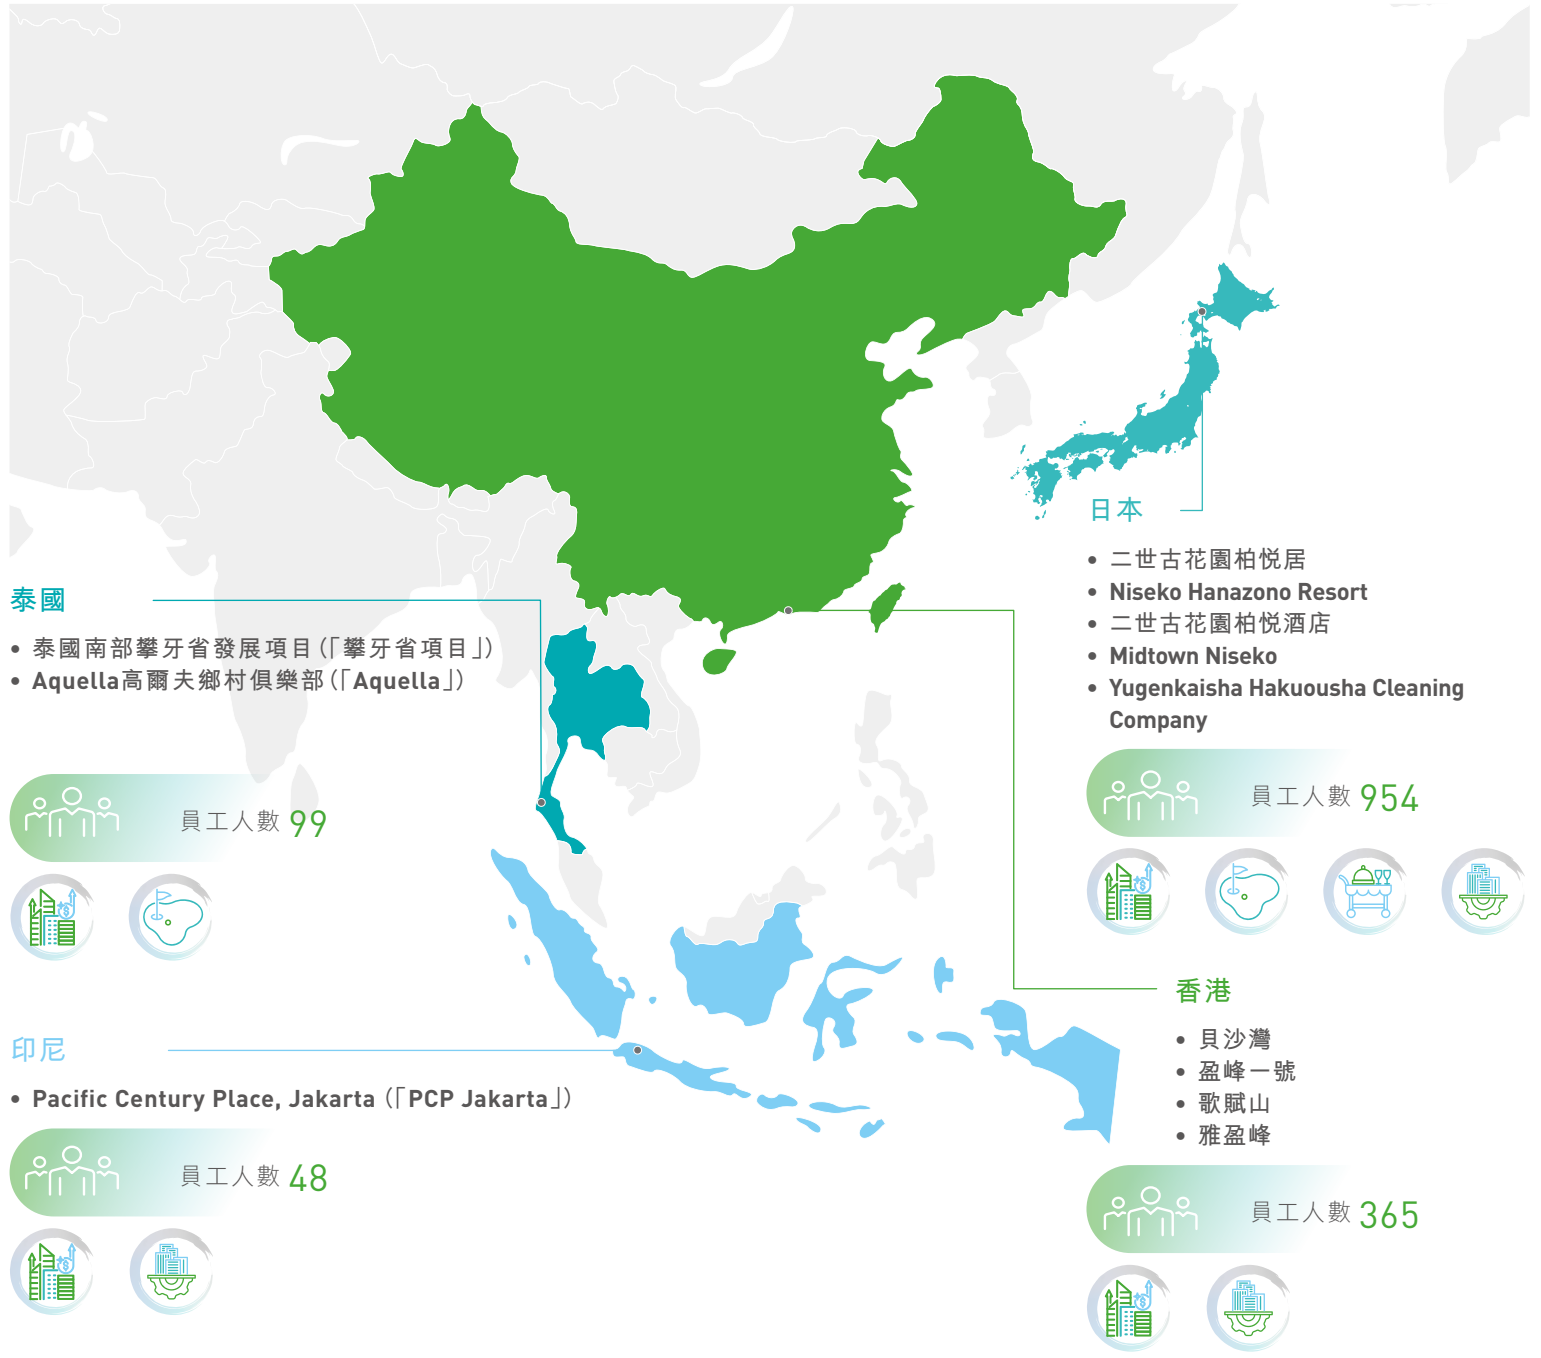 日本
• 二世古花園柏悦居
• Niseko Hanazono Resort
• 二世古花園柏悦酒店
• Midtown Niseko
• Yugenkaisha Hakuousha Cleaning
Company
員工人數 954
泰國
• 泰國南部攀牙省發展項目(「攀牙省項目」)
• Aquella高爾夫鄉村俱樂部(「Aquella」)
員工人數 99
印尼
• Pacific Century Place, Jakarta (「PCP Jakarta」)
員工人數 48
香港
• 貝沙灣
• 盈峰一號
• 歌賦山
• 雅盈峰
員工人數 365